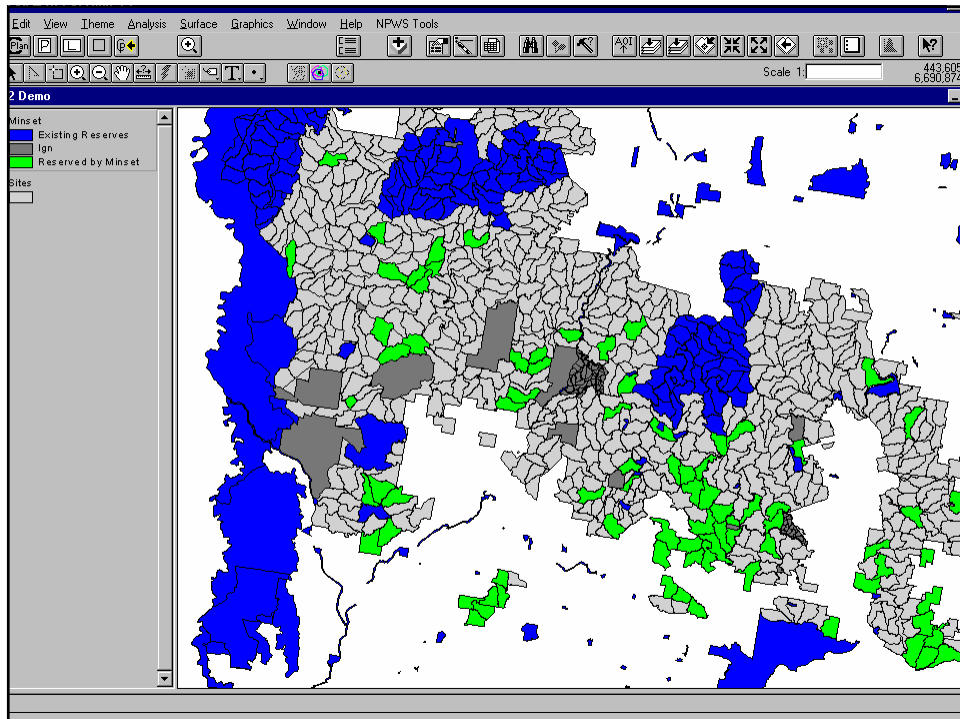 Edit View Theme Analysis Surface Graphics Window Help NPWS Tools
Plan P
T
Scale 1:
443,605
6,690,874
2 Demo
Minset
Existing Reserves
Ign
Reserved by Minset
Sites